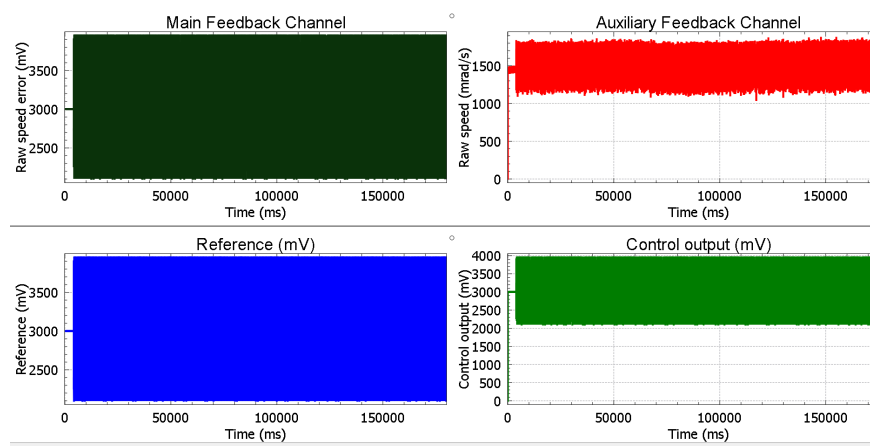 Main Feedback Channel
Raw speed error (mV)
3500
3000
2500
0 50000 100000 150000
Time (ms)
Auxiliary Feedback Channel
Raw speed (mrad/s)
1500
1000
500
0
0 50000 100000 150000
Time (ms)
Reference (mV)
Reference (mV)
3500
3000
2500
0 50000 100000 150000
Time (ms)
Control output (mV)
Control output (mV)
4000
3500
3000
2500
2000
1500
1000
500
0
0 50000 100000 150000
Time (ms)